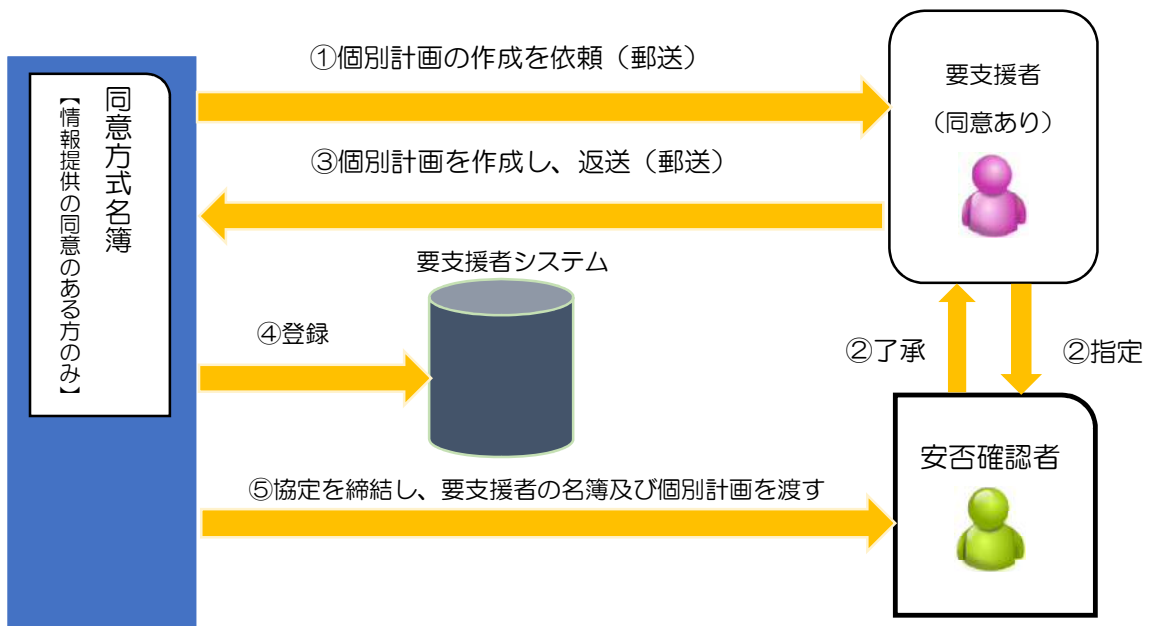 ①個別計画の作成を依頼（郵送）
要支援者
（同意あり）
同意方式名簿
【情報提供の同意のある方のみ】
③個別計画を作成し、返送（郵送）
要支援者システム
④登録
②了承
②指定
安否確認者
⑤協定を締結し、要支援者の名簿及び個別計画を渡す